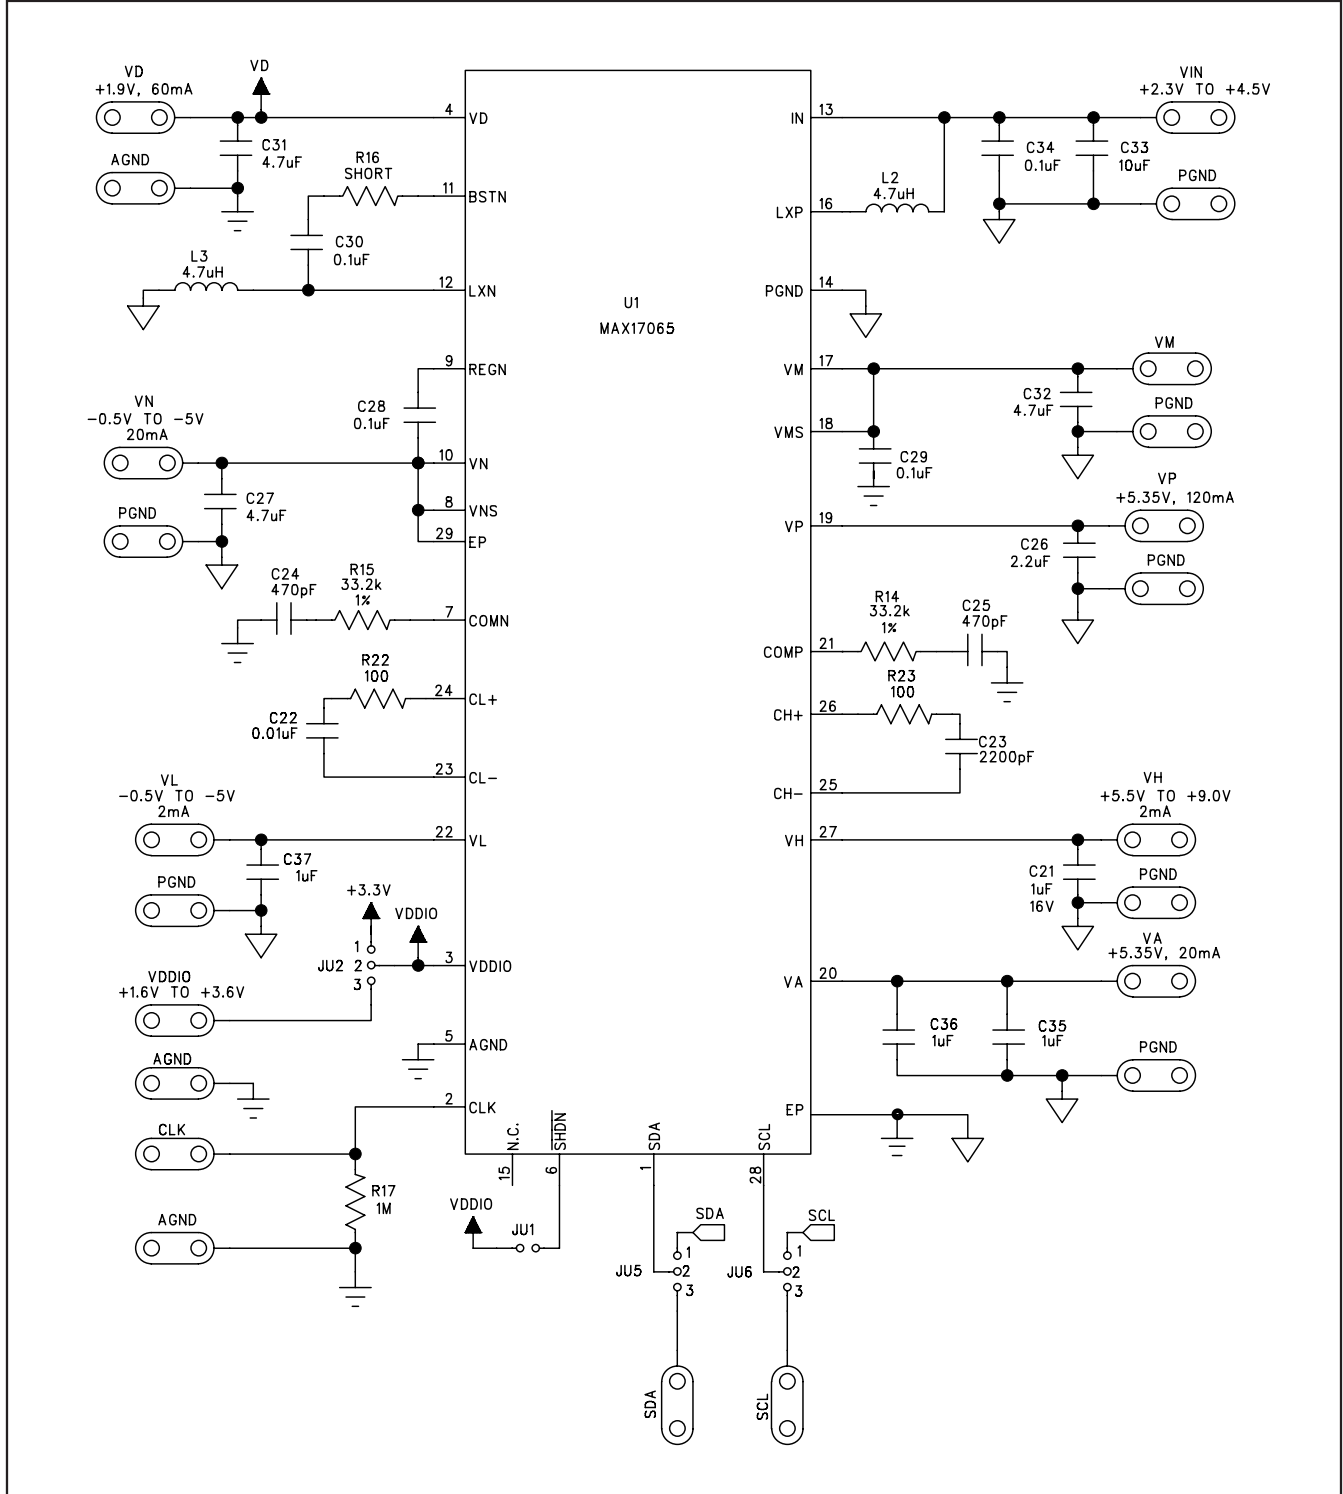 VD
+1.9V, 60mA
VD
4
VD
C31
4.7uF
AGND
R16
SHORT
11
BSTN
C30
0.1uF
L3
4.7uH
12
LXN
U1
MAX17065
9
REGN
C28
0.1uF
VN
-0.5V TO -5V
20mA
10
VN
C27
4.7uF
8
VNS
PGND
29
EP
C24
470pF
R15
33.2k
1%
7
COMN
R22
100
24
CL+
C22
0.01uF
23
CL-
VL
-0.5V TO -5V
2mA
22
VL
C37
1uF
PGND
+3.3V
VDDIO
1
JU2
2
3
3
VDDIO
VDDIO
+1.6V TO +3.6V
5
AGND
AGND
2
CLK
CLK
R17
1M
AGND
N.C.
15
SHDN
6
VDDIO
JU1
SDA
1
SCL
28
SDA
1
JU5
2
3
SDA
SCL
1
JU6
2
3
SCL
VIN
+2.3V TO +4.5V
IN
13
C34
0.1uF
C33
10uF
L2
4.7uH
LXP
16
PGND
PGND
14
VM
VM
17
C32
4.7uF
PGND
VMS
18
C29
0.1uF
VP
+5.35V, 120mA
VP
19
C26
2.2uF
PGND
R14
33.2k
1%
C25
470pF
COMP
21
R23
100
CH+
26
C23
2200pF
CH-
25
VH
+5.5V TO +9.0V
2mA
VH
27
C21
1uF
16V
PGND
VA
+5.35V, 20mA
VA
20
C36
1uF
C35
1uF
PGND
EP